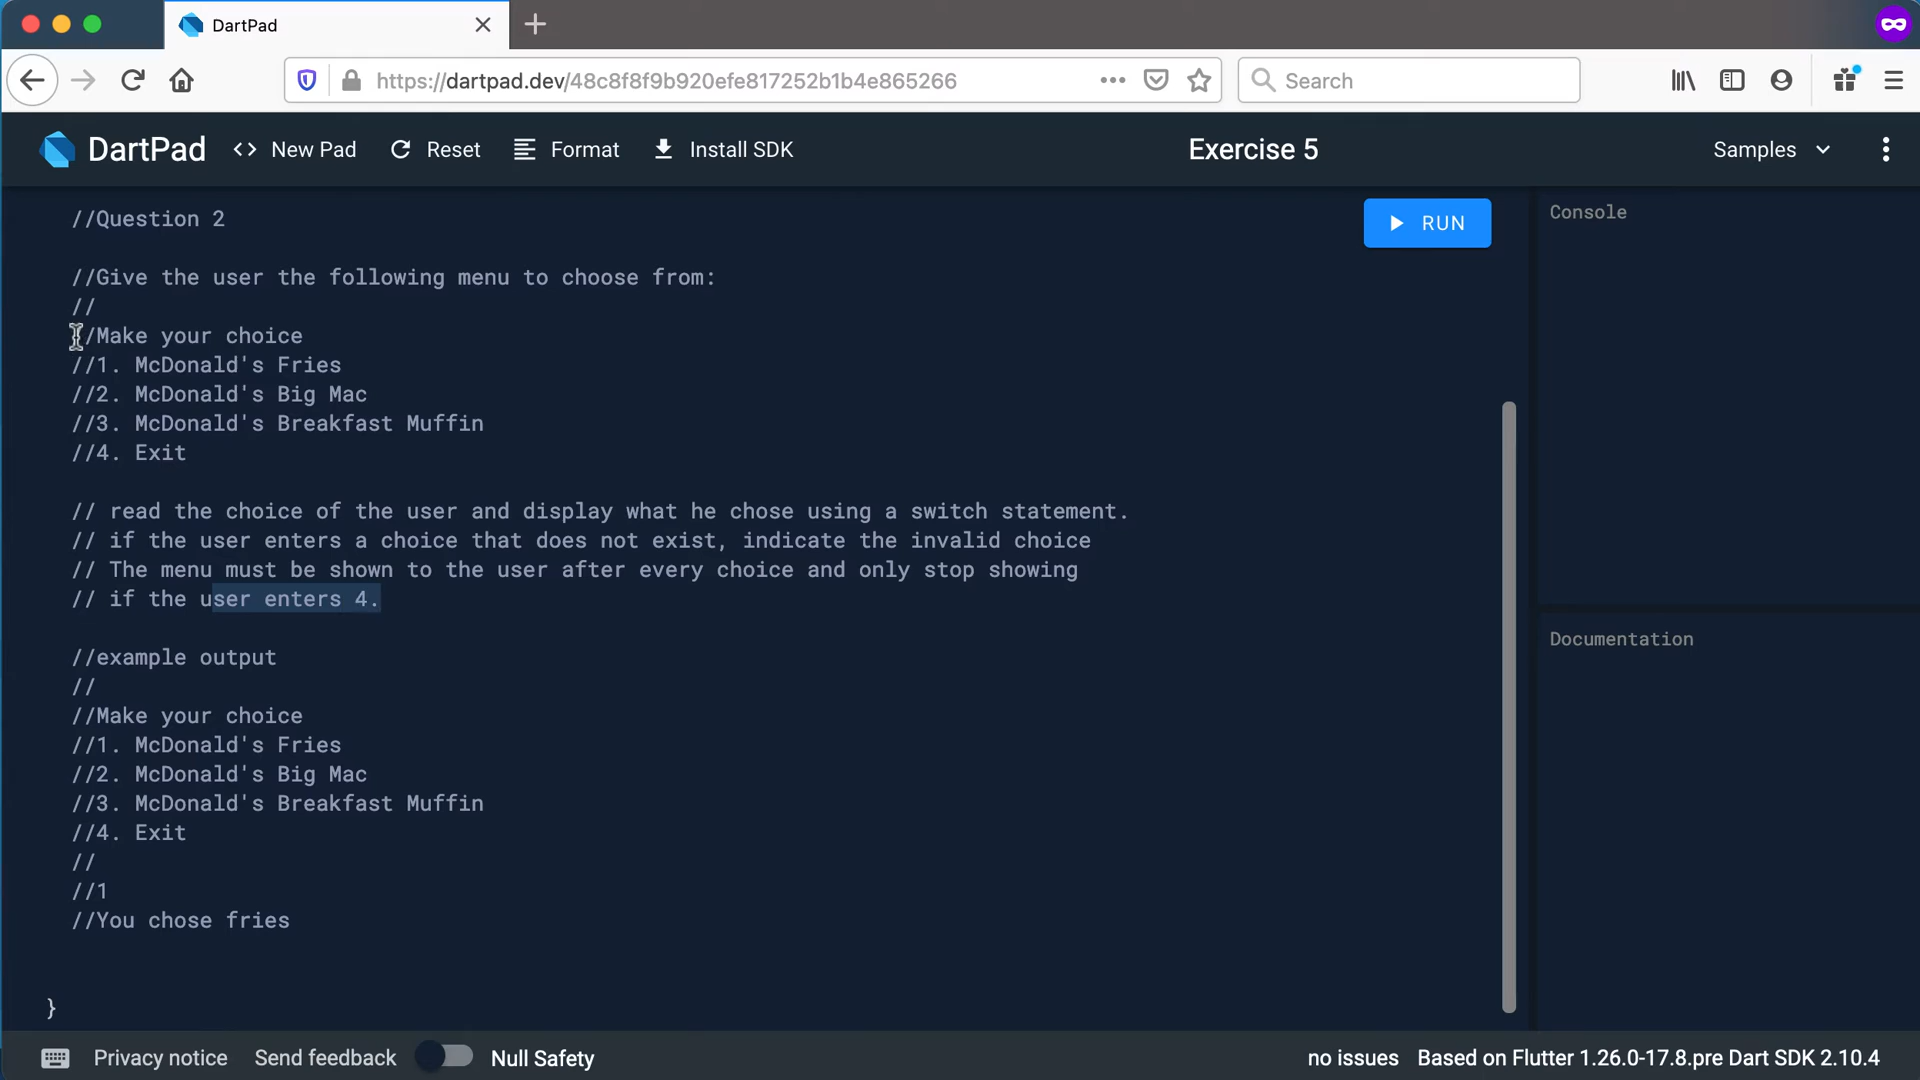 DartPad
https://dartpad.dev/48c8f8f9b920efe817252b1b4e865266
Search
DartPad
New Pad
Reset
Format
Install SDK
Exercise 5
Samples
//Question 2
RUN
Console
//Give the user the following menu to choose from:
//
//Make your choice
//1. McDonald's Fries
//2. McDonald's Big Mac
//3. McDonald's Breakfast Muffin
//4. Exit
// read the choice of the user and display what he chose using a switch statement.
// if the user enters a choice that does not exist, indicate the invalid choice
// The menu must be shown to the user after every choice and only stop showing
// if the user enters 4.
Documentation
//example output
//
//Make your choice
//1. McDonald's Fries
//2. McDonald's Big Mac
//3. McDonald's Breakfast Muffin
//4. Exit
//
//1
//You chose fries
}
Privacy notice
Send feedback
Null Safety
no issues
Based on Flutter 1.26.0-17.8.pre Dart SDK 2.10.4